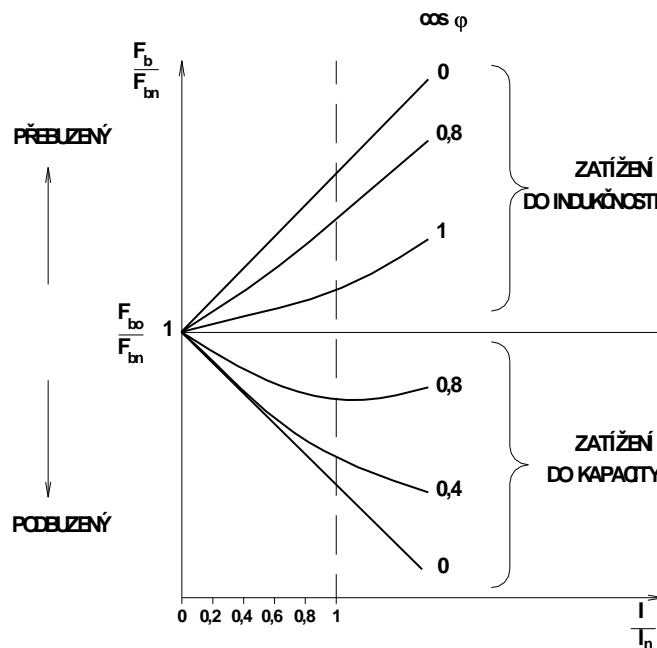 cos φ
F_b
F_bn
0
PŘEBUZENÝ
0,8
ZATÍŽENÍ
DO INDUKČNOSTI
1
F_bo
F_bn
1
0,8
ZATÍŽENÍ
DO KAPACITY
0,4
PODBUZENÝ
0
0 0,2 0,4 0,6 0,8 1
I
I_n